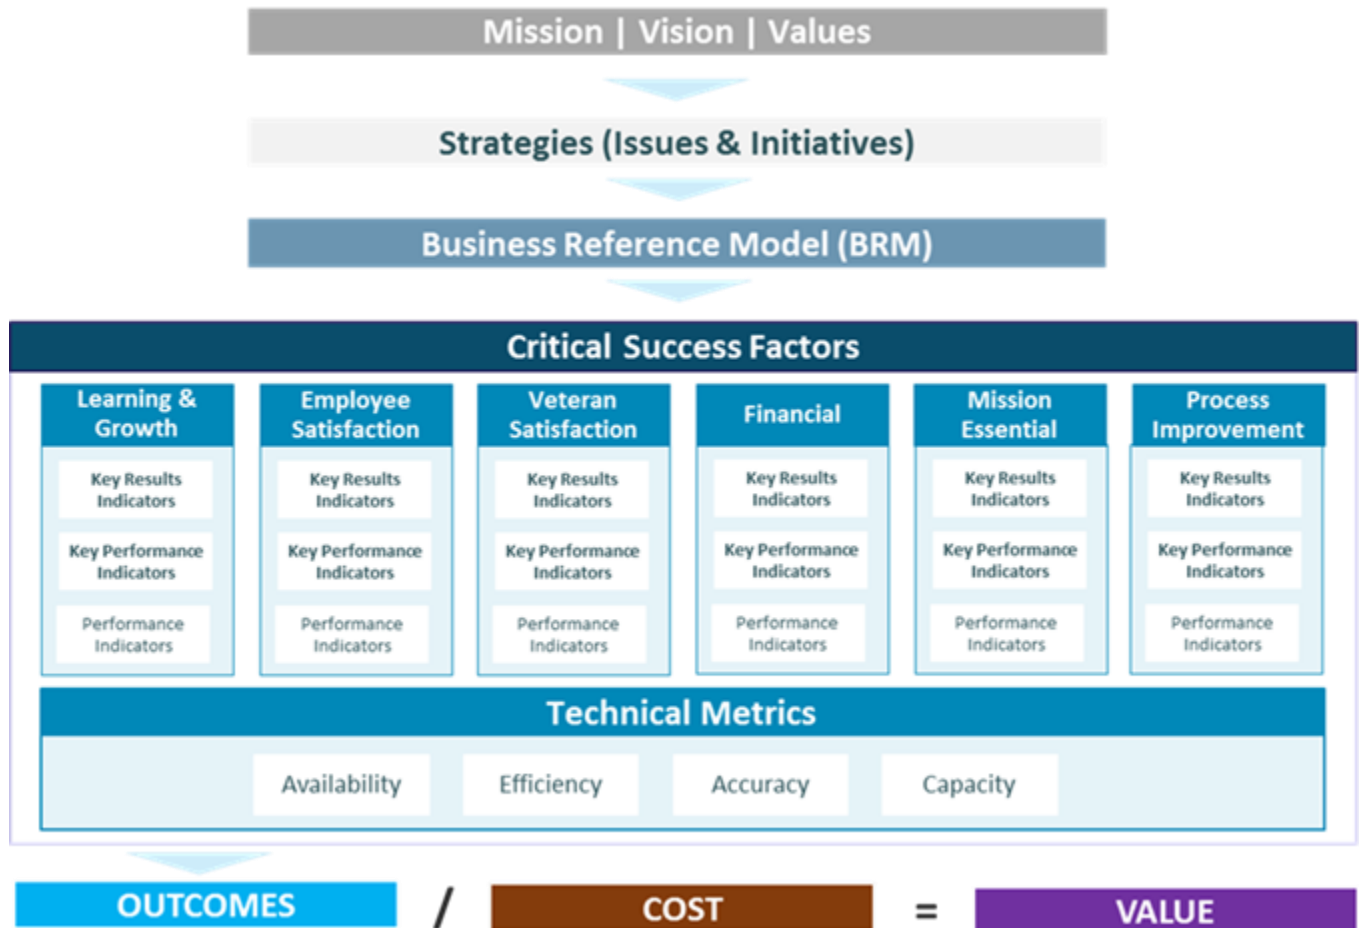 Mission | Vision | Values
Strategies (Issues & Initiatives)
Business Reference Model (BRM)
Critical Success Factors
Learning &
Growth
Key Results
Indicators
Key Performance
Indicators
Performance
Indicators
Employee
Satisfaction
Key Results
Indicators
Key Performance
Indicators
Performance
Indicators
Veteran
Satisfaction
Key Results
Indicators
Key Performance
Indicators
Performance
Indicators
Financial
Key Results
Indicators
Key Performance
Indicators
Performance
Indicators
Mission
Essential
Key Results
Indicators
Key Performance
Indicators
Performance
Indicators
Process
Improvement
Key Results
Indicators
Key Performance
Indicators
Performance
Indicators
Technical Metrics
Availability
Efficiency
Accuracy
Capacity
OUTCOMES / COST = VALUE